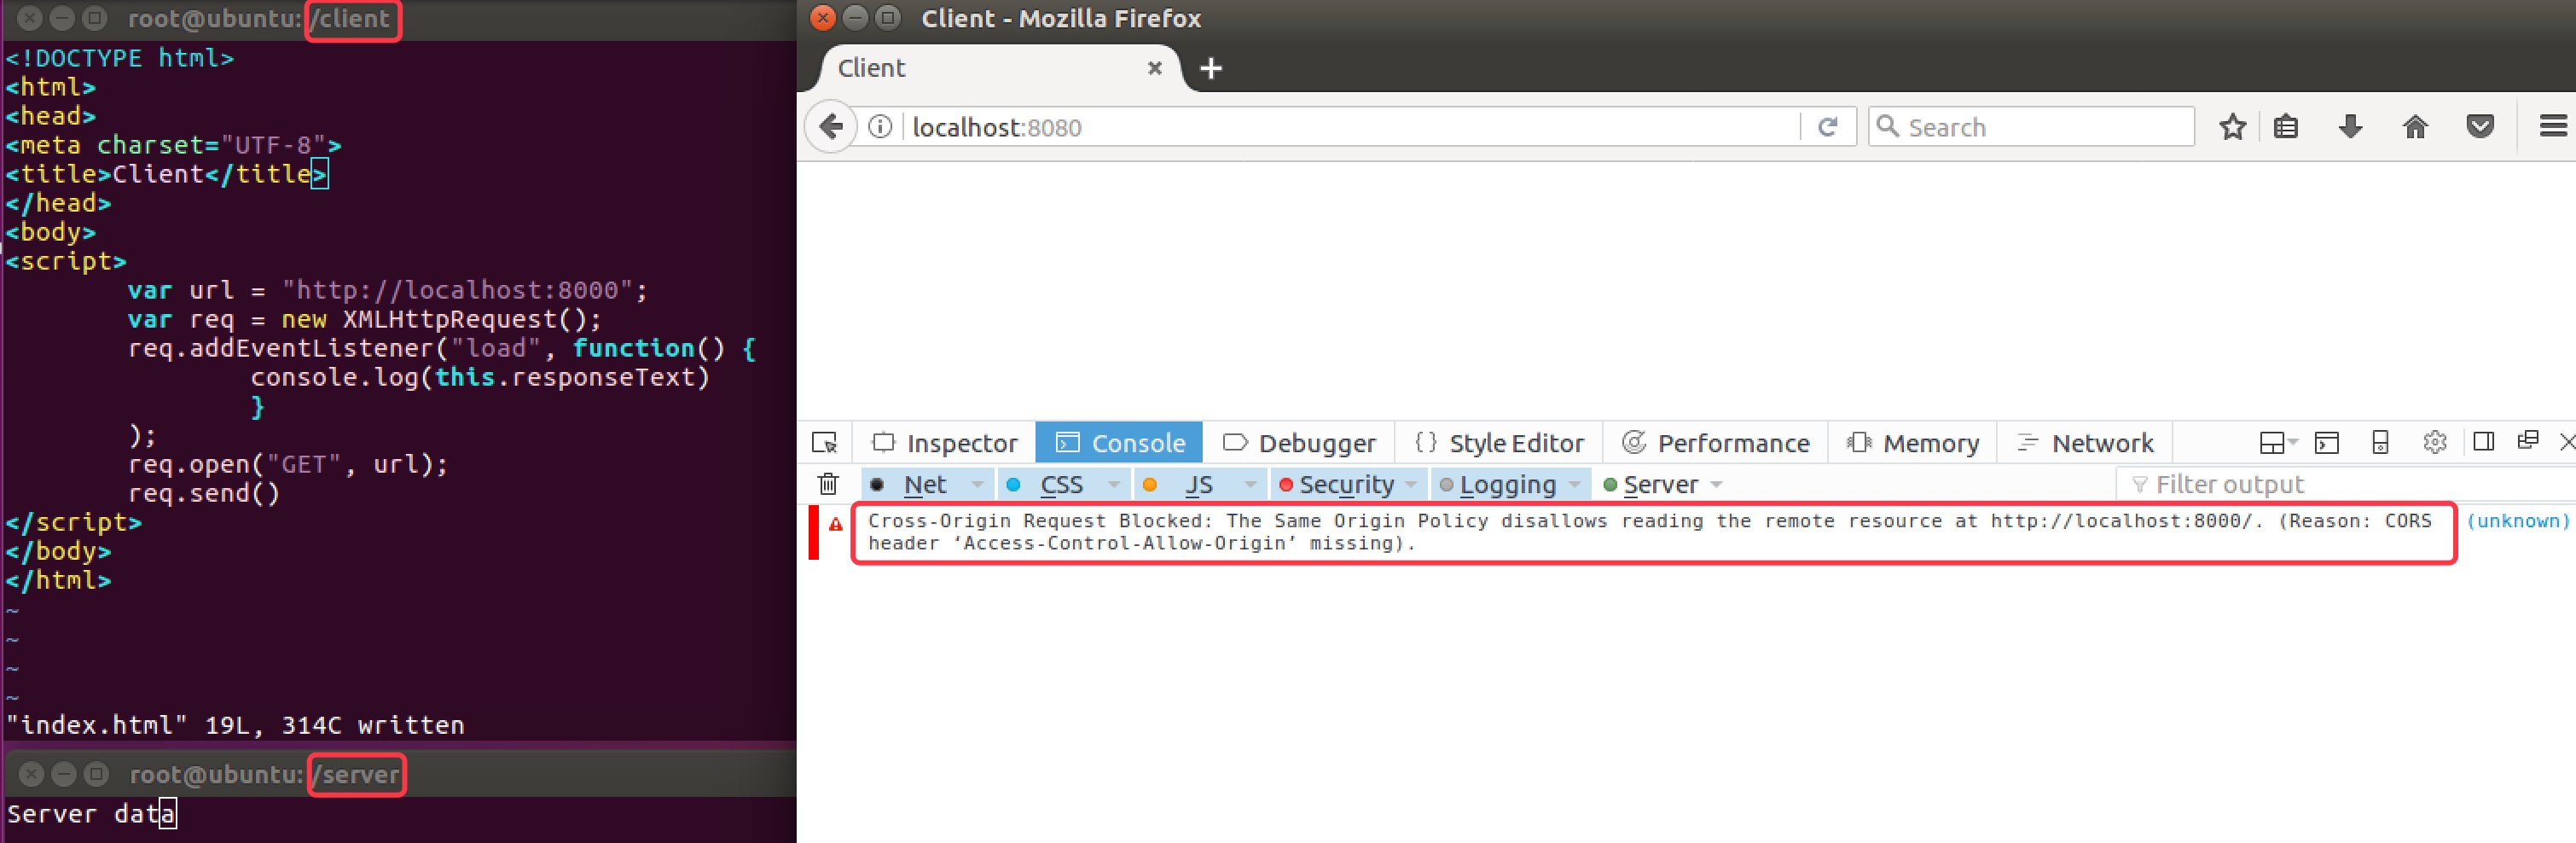 root@ubuntu: /client
<!DOCTYPE html>
<html>
<head>
<meta charset="UTF-8">
<title>Client</title>
</head>
<body>
<script>
var url = "http://localhost:8000";
var req = new XMLHttpRequest();
req.addEventListener("load", function() {
console.log(this.responseText)
}
);
req.open("GET", url);
req.send()
</script>
</body>
</html>
~
~
~
~
"index.html" 19L, 314C written
root@ubuntu: /server
Server data
Client - Mozilla Firefox
Client
localhost:8080
Search
Inspector Console Debugger Style Editor Performance Memory Network
Net CSS JS Security Logging Server Filter output
Cross-Origin Request Blocked: The Same Origin Policy disallows reading the remote resource at http://localhost:8000/. (Reason: CORS (unknown)
header ‘Access-Control-Allow-Origin’ missing).